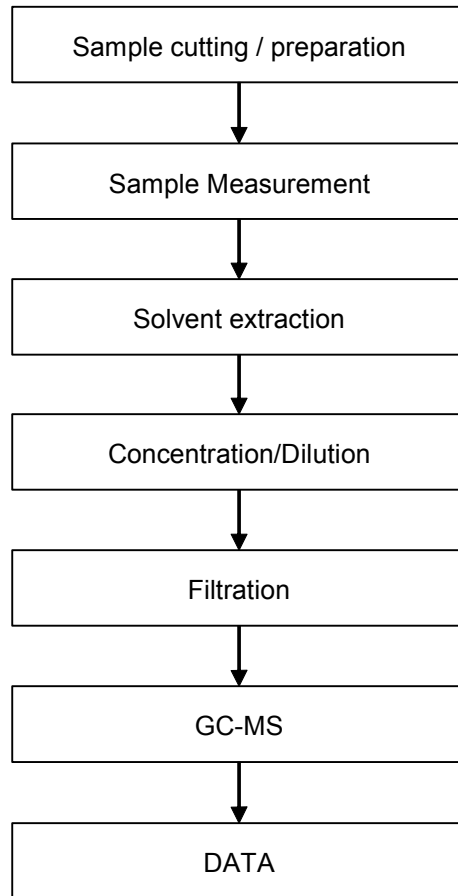 Sample cutting / preparation
Sample Measurement
Solvent extraction
Concentration/Dilution
Filtration
GC-MS
DATA